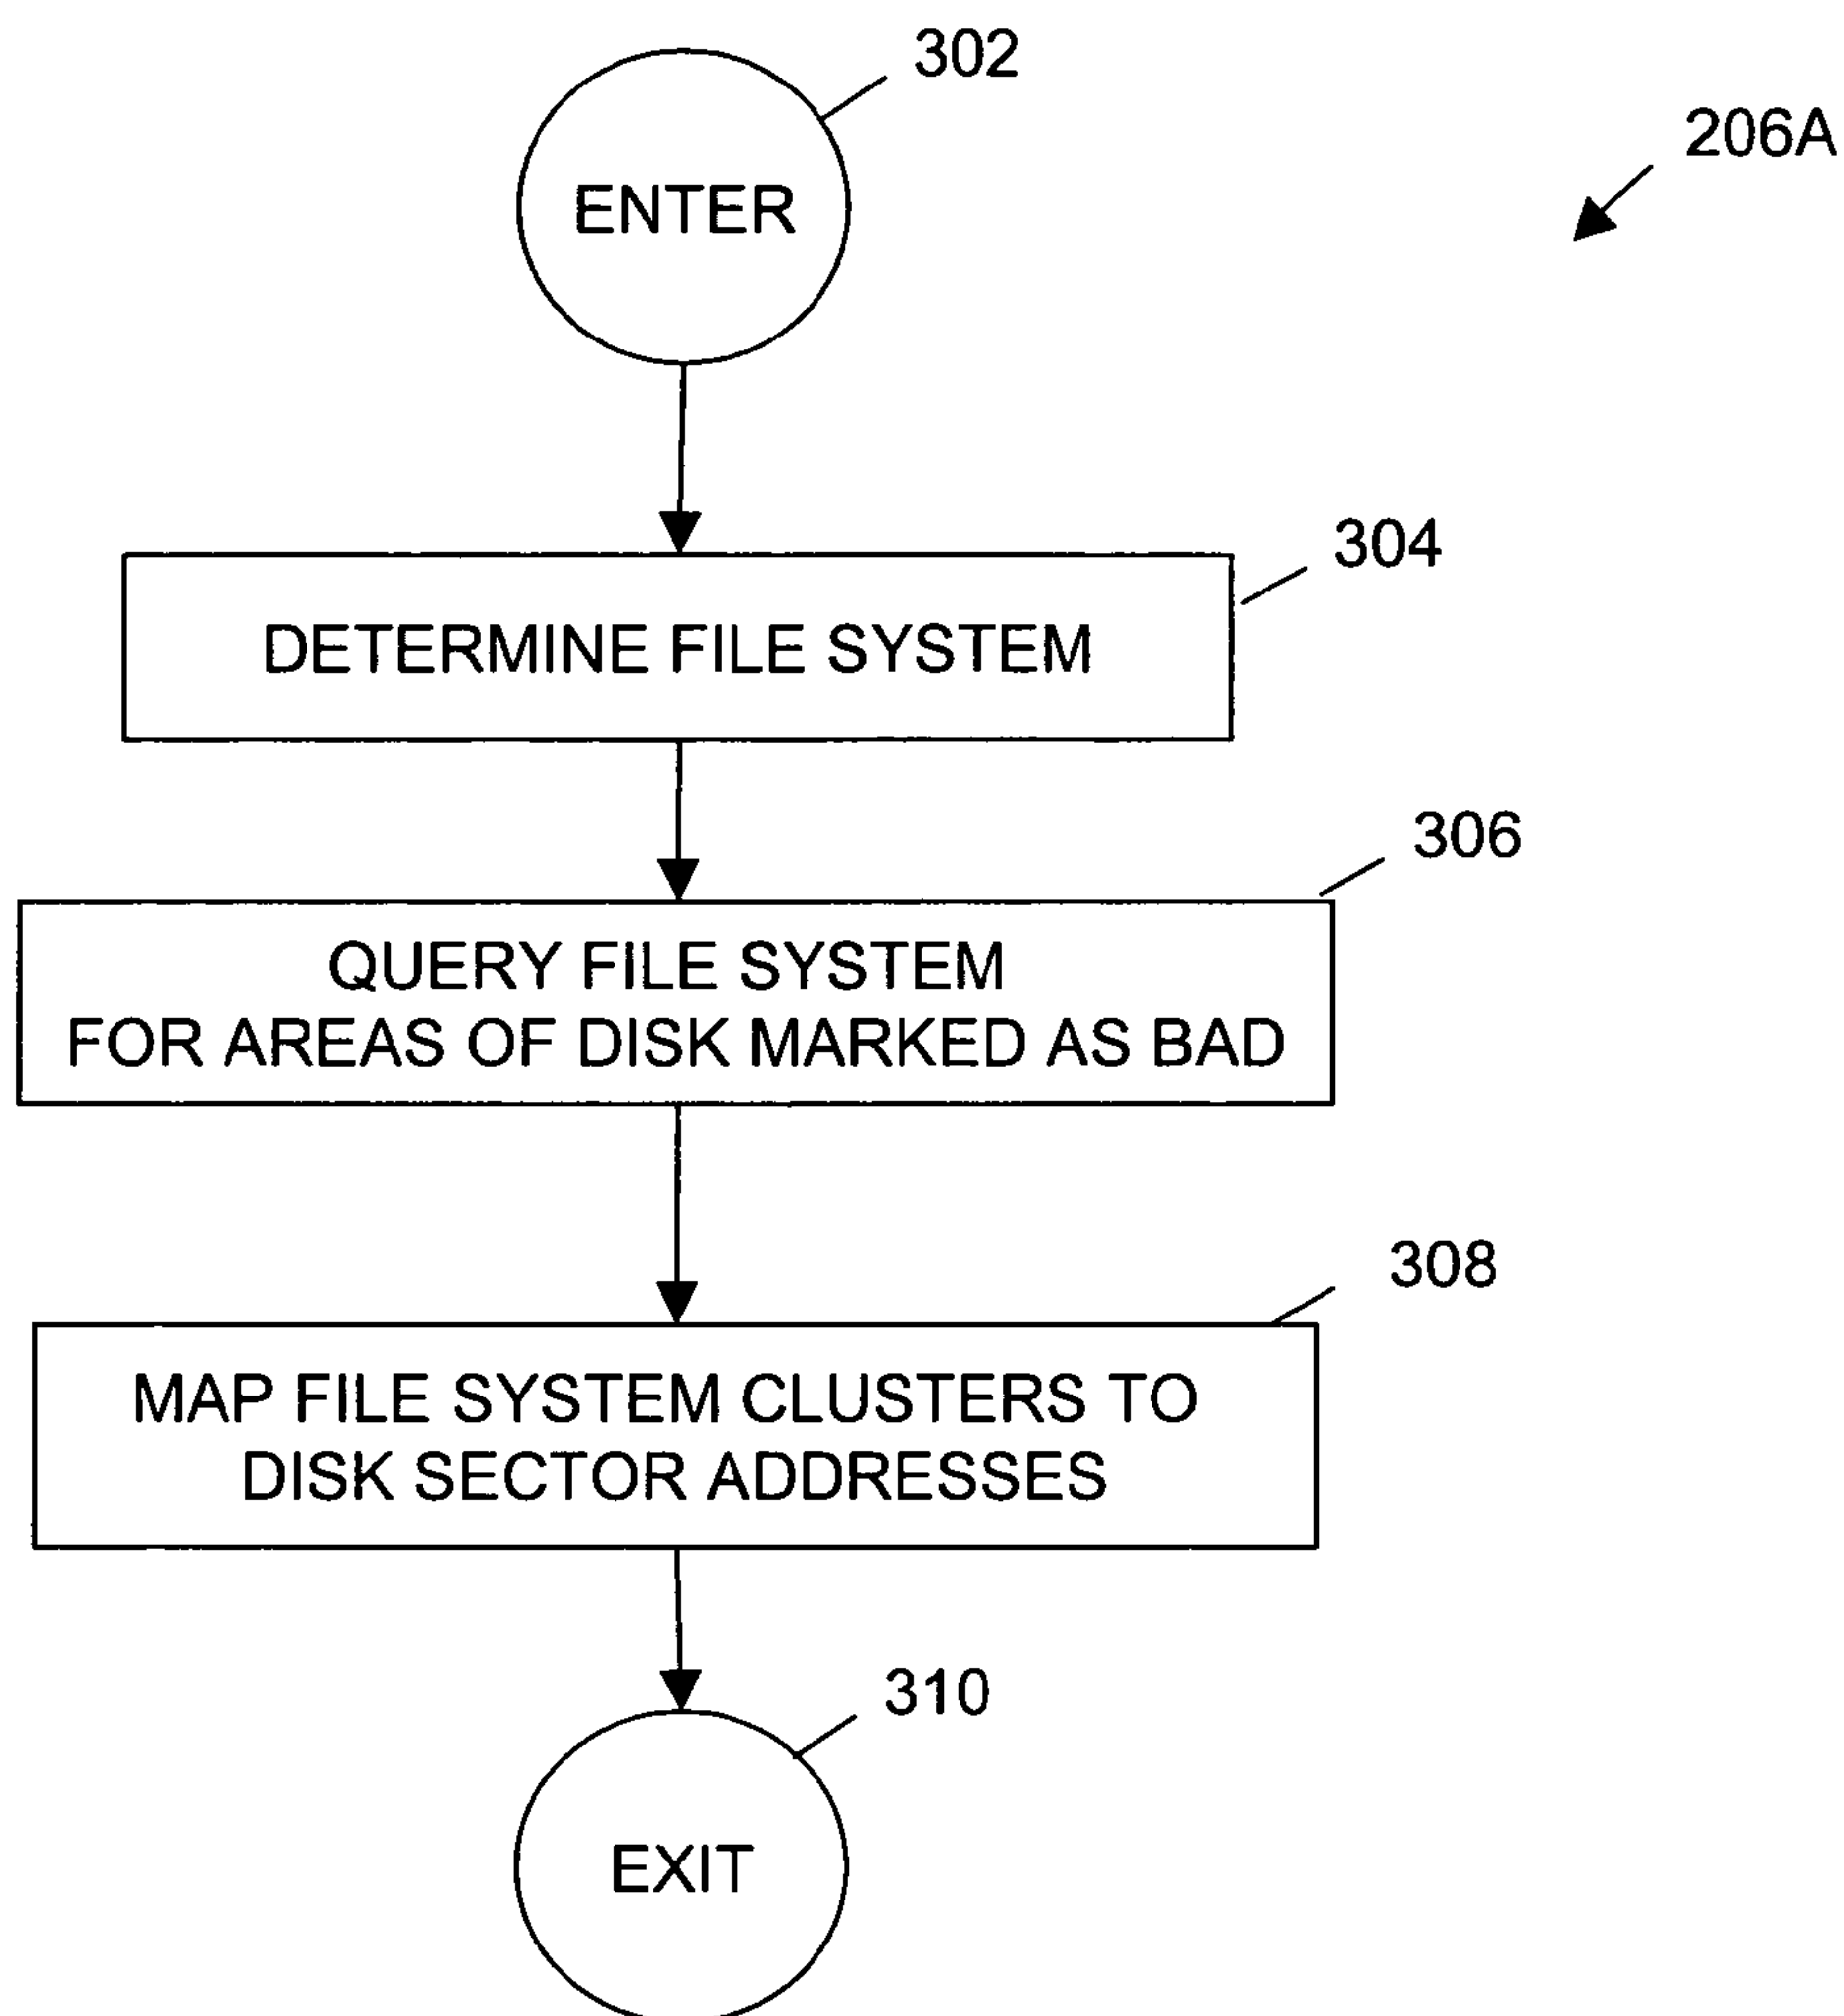 302
206A
ENTER
304
DETERMINE FILE SYSTEM
306
QUERY FILE SYSTEM
FOR AREAS OF DISK MARKED AS BAD
308
MAP FILE SYSTEM CLUSTERS TO
DISK SECTOR ADDRESSES
310
EXIT